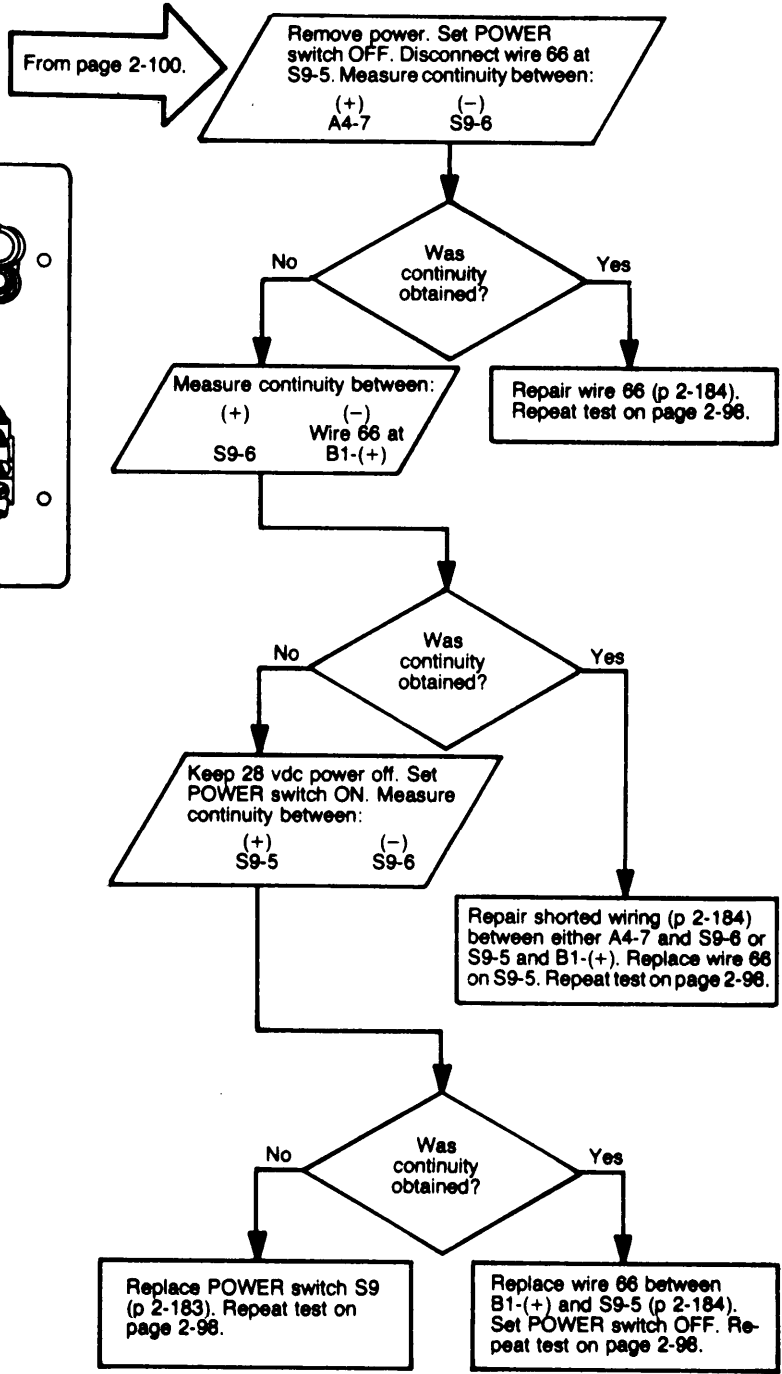 From page 2-100.
Remove power. Set POWER
switch OFF. Disconnect wire 66 at
S9-5. Measure continuity between:
(+) (−)
A4-7 S9-6
Was
continuity
obtained?
No
Yes
Measure continuity between:
(+) (−)
Wire 66 at
S9-6 B1-(+)
Repair wire 66 (p 2-184).
Repeat test on page 2-98.
Was
continuity
obtained?
No
Yes
Keep 28 vdc power off. Set
POWER switch ON. Measure
continuity between:
(+) (−)
S9-5 S9-6
Repair shorted wiring (p 2-184)
between either A4-7 and S9-6 or
S9-5 and B1-(+). Replace wire 66
on S9-5. Repeat test on page 2-98.
Was
continuity
obtained?
No
Yes
Replace POWER switch S9
(p 2-183). Repeat test on
page 2-98.
Replace wire 66 between
B1-(+) and S9-5 (p 2-184).
Set POWER switch OFF. Re-
peat test on page 2-98.